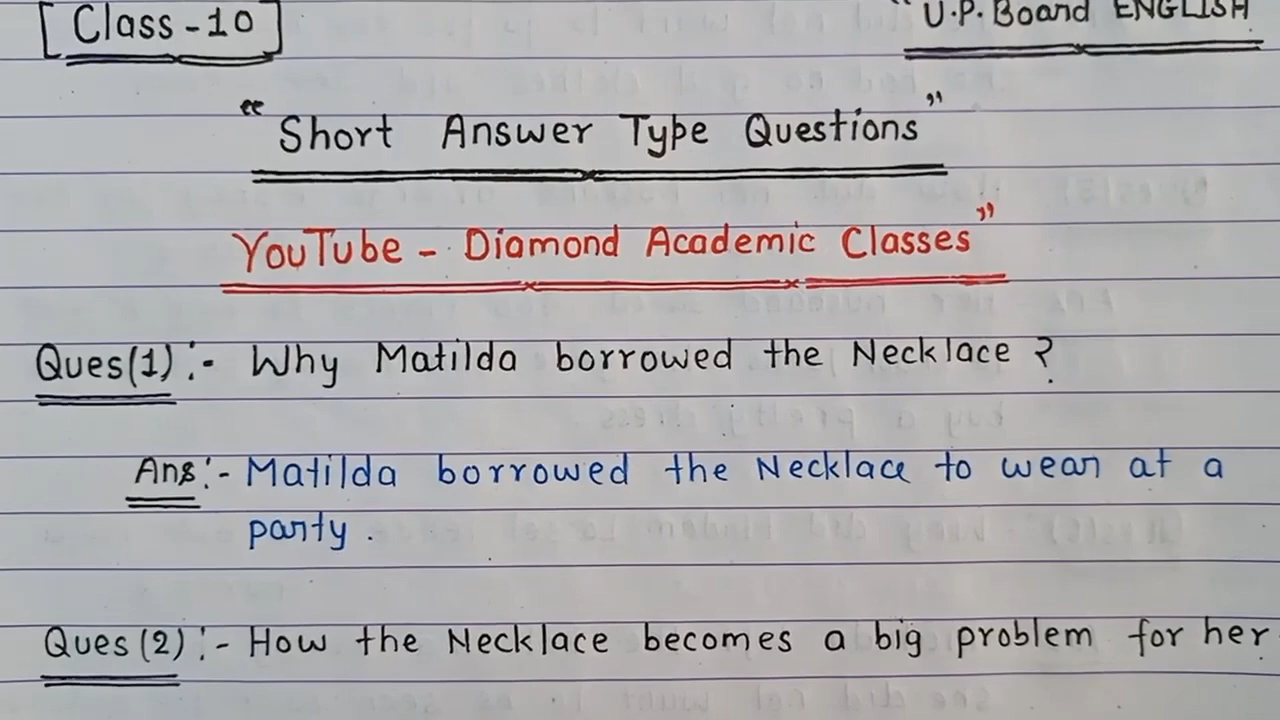 [Class-10]
"U.P. Board ENGLISH
"Short Answer Type Questions"
YouTube - Diamond Academic Classes"
Ques(1):- Why Matilda borrowed the Necklace ?
Ans:- Matilda borrowed the Necklace to wear at a
party.
Ques (2):- How the Necklace becomes a big problem for her